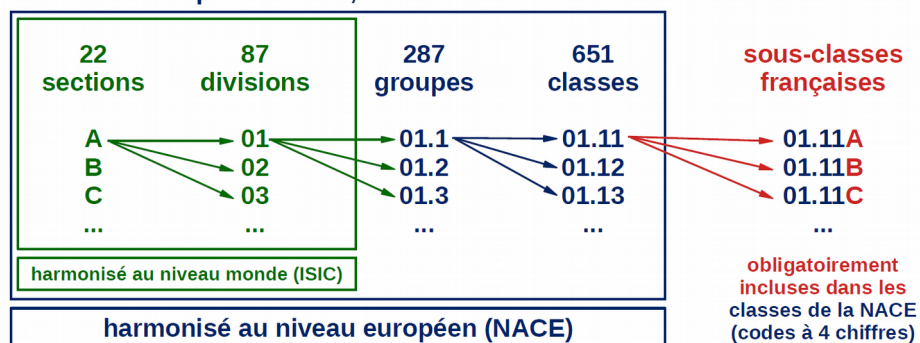 22 87 287 651 sous-classes
sections divisions groupes classes françaises
A 01 01.1 01.11 01.11A
B 02 01.2 01.12 01.11B
C 03 01.3 01.13 01.11C
... ... ... ... ...
harmonisé au niveau monde (ISIC)
obligatoirement
incluses dans les
classes de la NACE
(codes à 4 chiffres)
harmonisé au niveau européen (NACE)